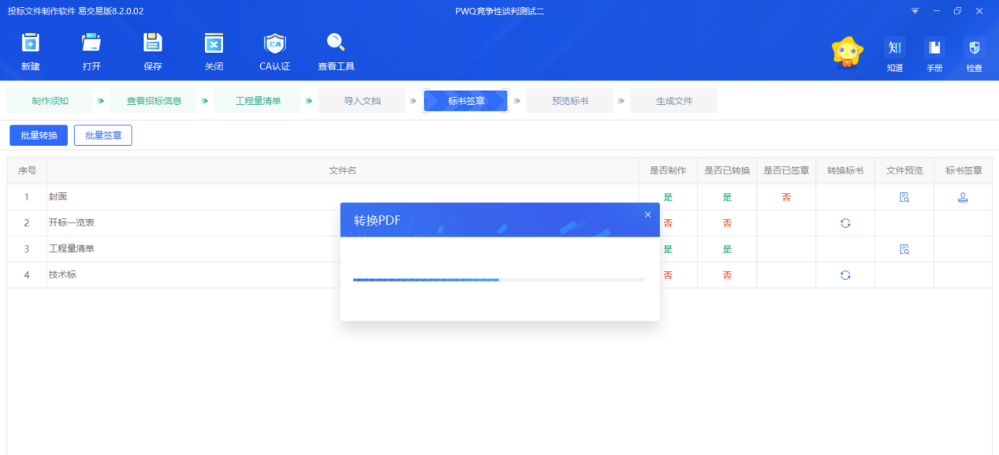 投标文件制作软件 易交易版8.2.0.02
PWQ竞争性谈判测试二
新建 打开 保存 关闭 CA认证 查看工具
知道 手册 检查
制作须知 查看招标信息 工程量清单 导入文档 标书签章 预览标书 生成文件
批量转换 批量签章
序号 文件名 是否制作 是否已转换 是否已签章 转换标书 文件预览 标书签章
1 封面 是 是 否
2 开标一览表 否 否
3 工程量清单 是 是
4 技术标 否 否
转换PDF